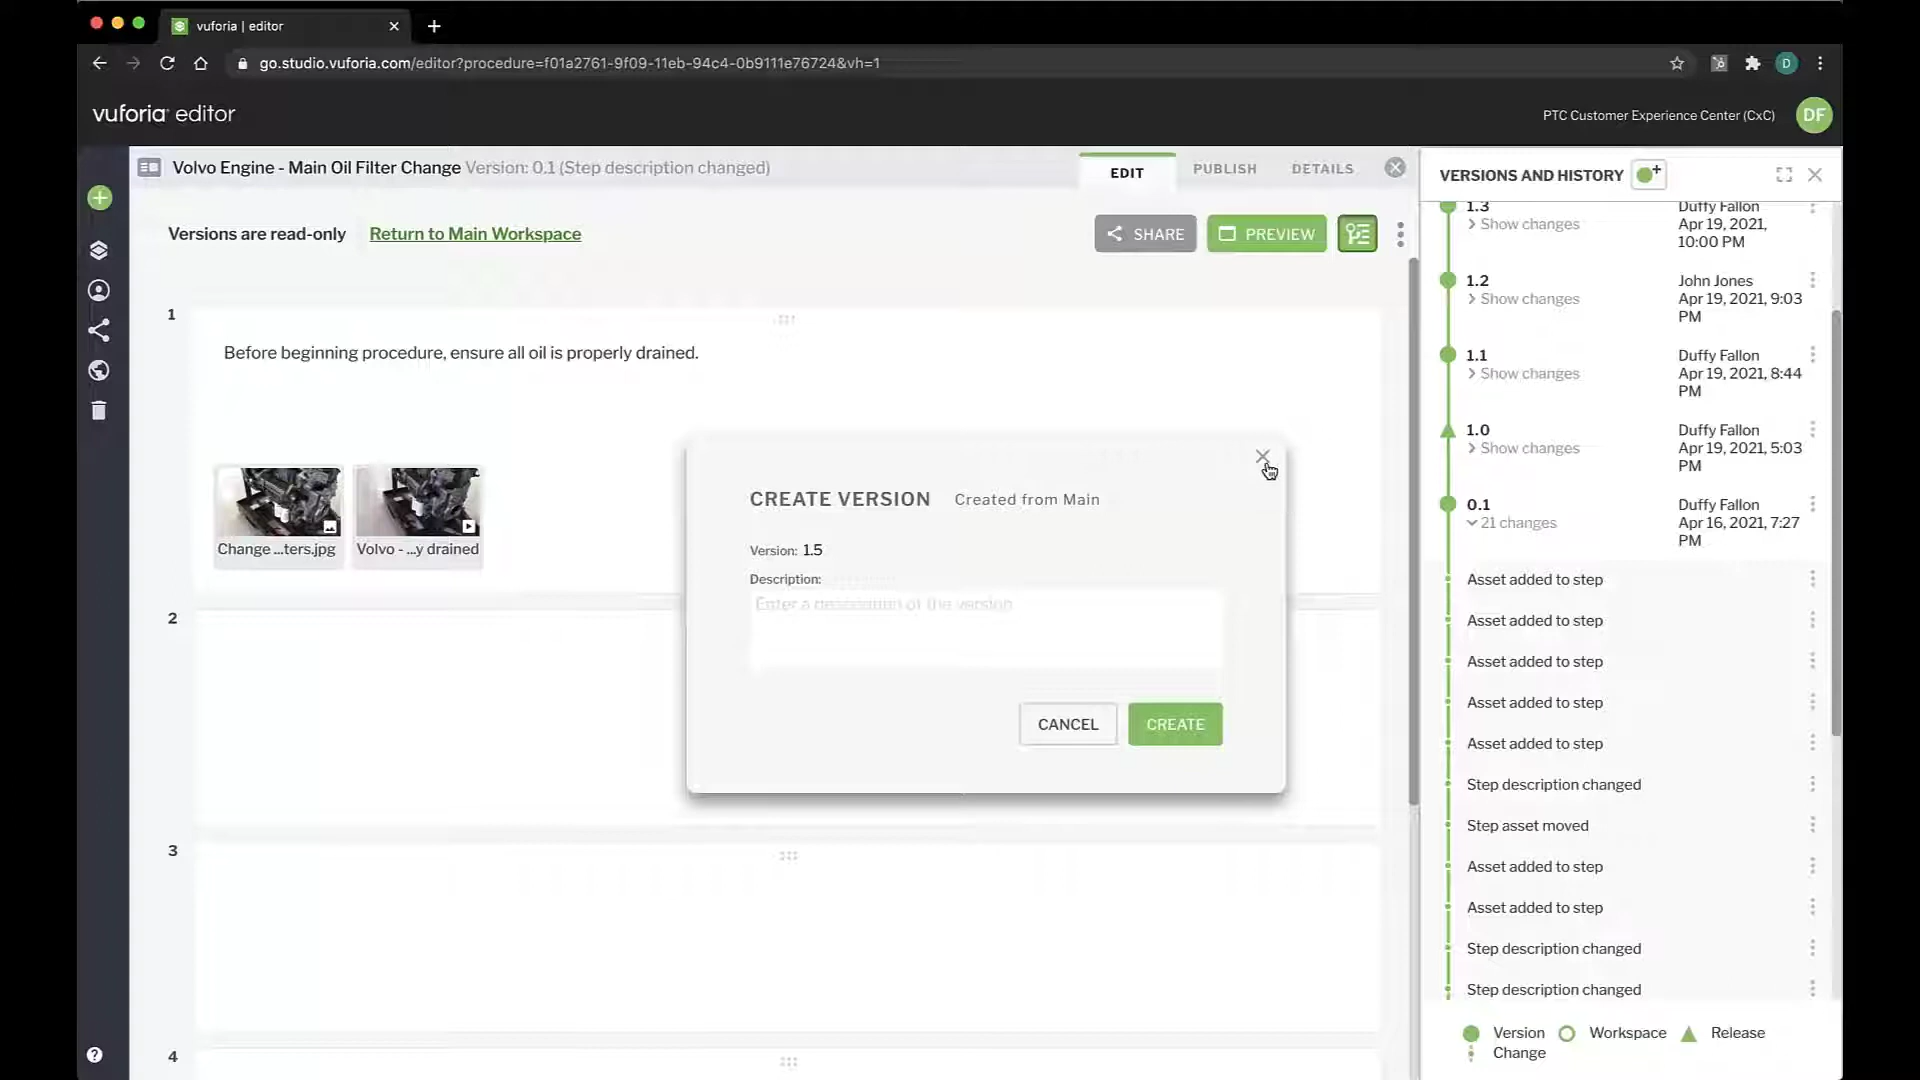 vuforia | editor
go.studio.vuforia.com/editor?procedure=f01a2761-9f09-11eb-94c4-0b9111e76724&vh=1
D
vuforia editor
PTC Customer Experience Center (CxC)
DF
Volvo Engine - Main Oil Filter Change Version: 0.1 (Step description changed)
EDIT
PUBLISH
DETAILS
Versions are read-only
Return to Main Workspace
SHARE
PREVIEW
1
Before beginning procedure, ensure all oil is properly drained.
Change ...ters.jpg
Volvo - ...y drained
2
3
4
CREATE VERSION
Created from Main
Version: 1.5
Description:
Enter a description of the version
CANCEL
CREATE
VERSIONS AND HISTORY
1.3
Duffy Fallon
Show changes
Apr 19, 2021,
10:00 PM
1.2
John Jones
Show changes
Apr 19, 2021, 9:03
PM
1.1
Duffy Fallon
Show changes
Apr 19, 2021, 8:44
PM
1.0
Duffy Fallon
Show changes
Apr 19, 2021, 5:03
PM
0.1
Duffy Fallon
21 changes
Apr 16, 2021, 7:27
PM
Asset added to step
Asset added to step
Asset added to step
Asset added to step
Asset added to step
Step description changed
Step asset moved
Asset added to step
Asset added to step
Step description changed
Step description changed
Version
Workspace
Release
Change
?